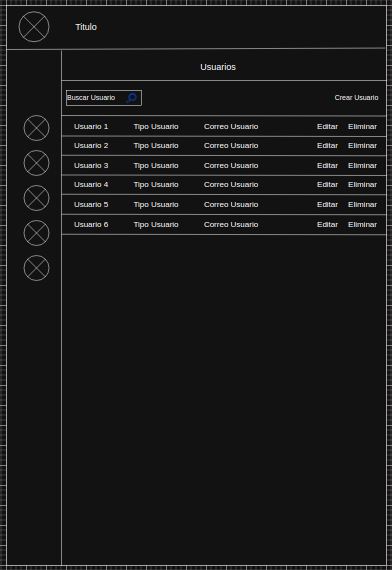 Titulo
Usuarios
Buscar Usuario Crear Usuario
Usuario 1 Tipo Usuario Correo Usuario Editar Eliminar
Usuario 2 Tipo Usuario Correo Usuario Editar Eliminar
Usuario 3 Tipo Usuario Correo Usuario Editar Eliminar
Usuario 4 Tipo Usuario Correo Usuario Editar Eliminar
Usuario 5 Tipo Usuario Correo Usuario Editar Eliminar
Usuario 6 Tipo Usuario Correo Usuario Editar Eliminar